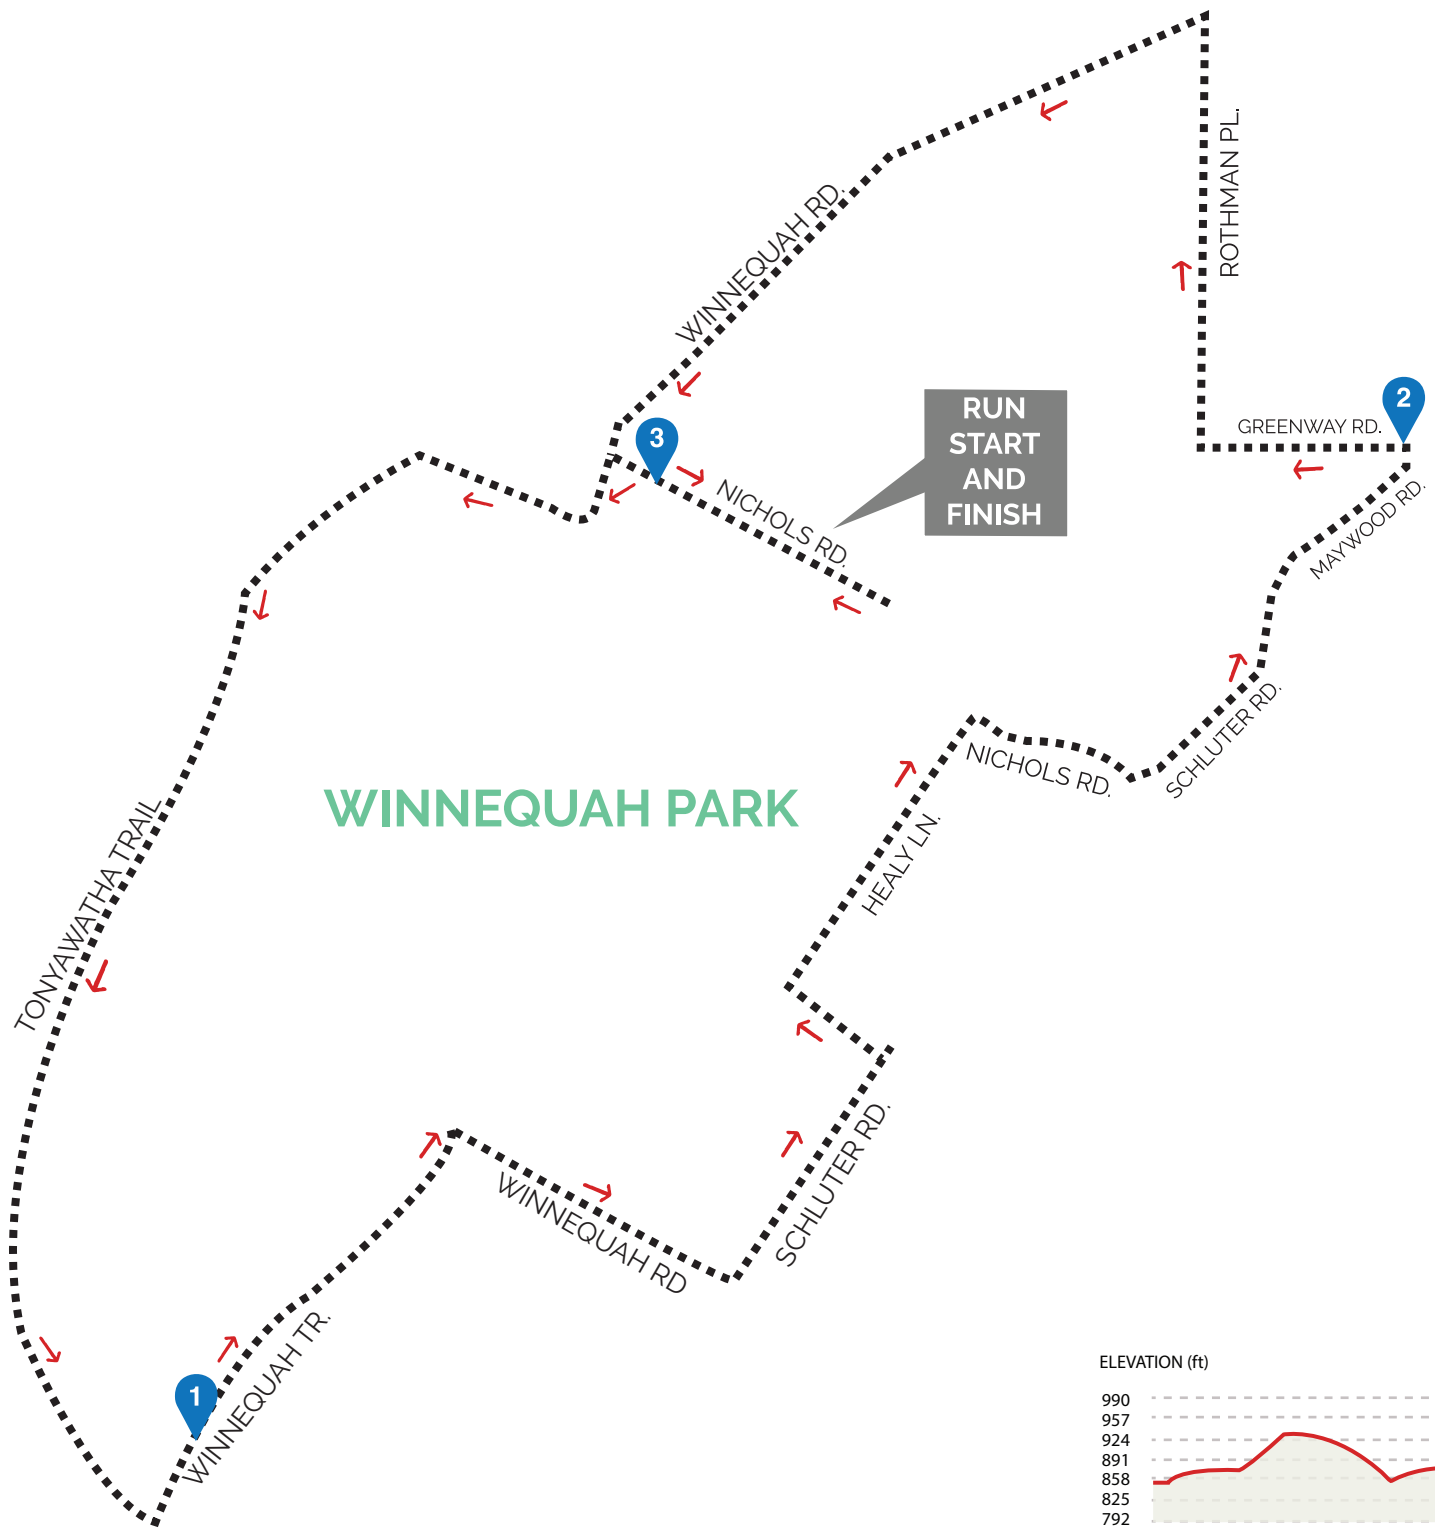 ROTHMAN PL.
WINNEQUAH RD.
RUN
START
AND
FINISH
2
GREENWAY RD.
3
NICHOLS RD.
MAYWOOD RD.
SCHLUTER RD.
NICHOLS RD.
WINNEQUAH PARK
HEALY LN.
TONYAWATHA TRAIL
SCHLUTER RD.
WINNEQUAH RD
WINNEQUAH TR.
1
ELEVATION (ft)
990
957
924
891
858
825
792